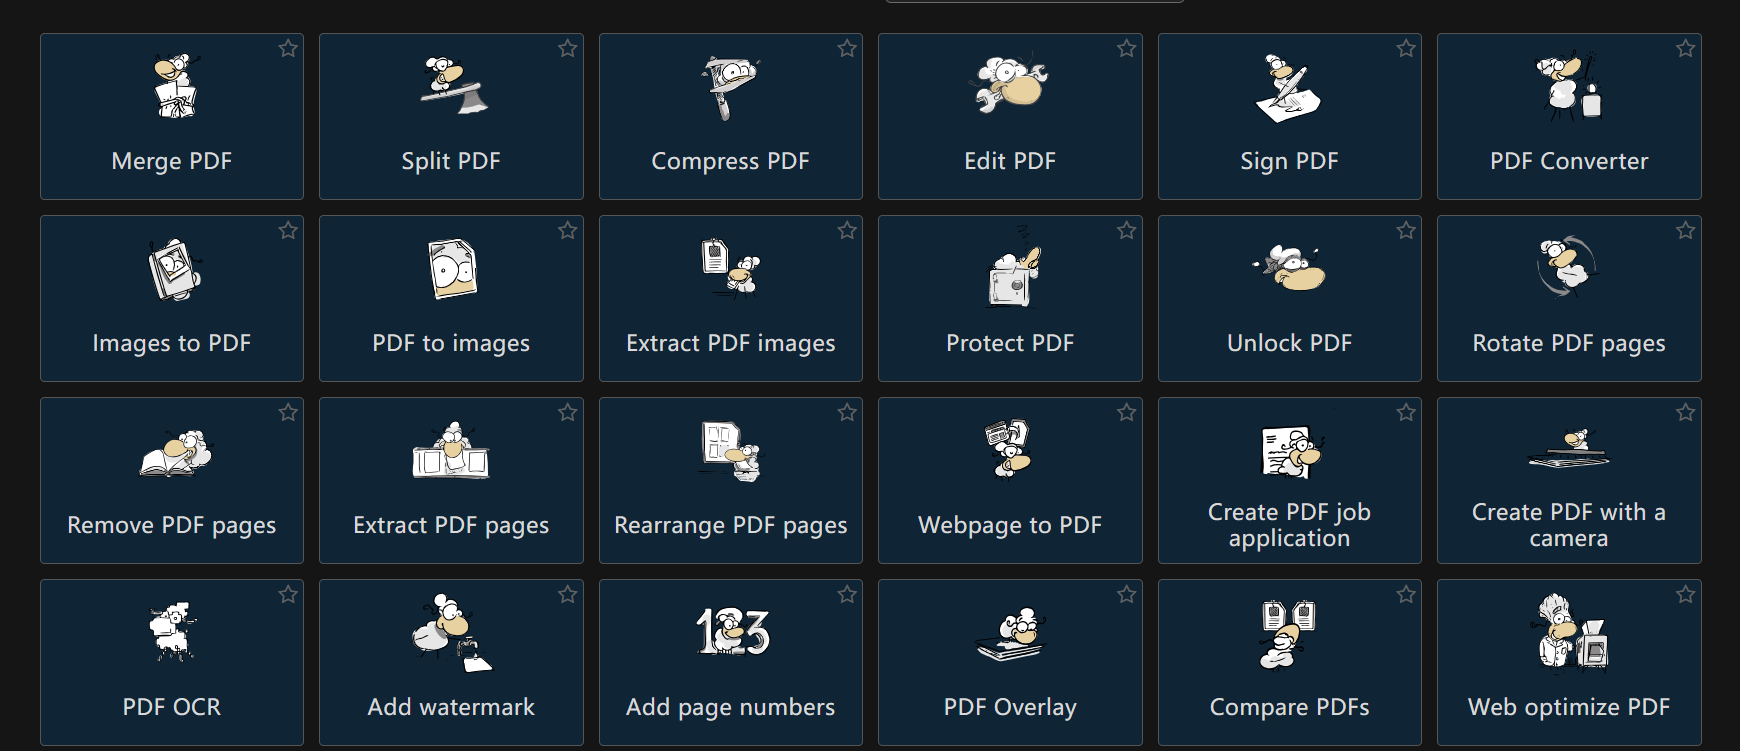 Merge PDF
Split PDF
Compress PDF
Edit PDF
Sign PDF
PDF Converter
Images to PDF
PDF to images
Extract PDF images
Protect PDF
Unlock PDF
Rotate PDF pages
Remove PDF pages
Extract PDF pages
Rearrange PDF pages
Webpage to PDF
Create PDF job
application
Create PDF with a
camera
PDF OCR
Add watermark
123
Add page numbers
PDF Overlay
Compare PDFs
Web optimize PDF